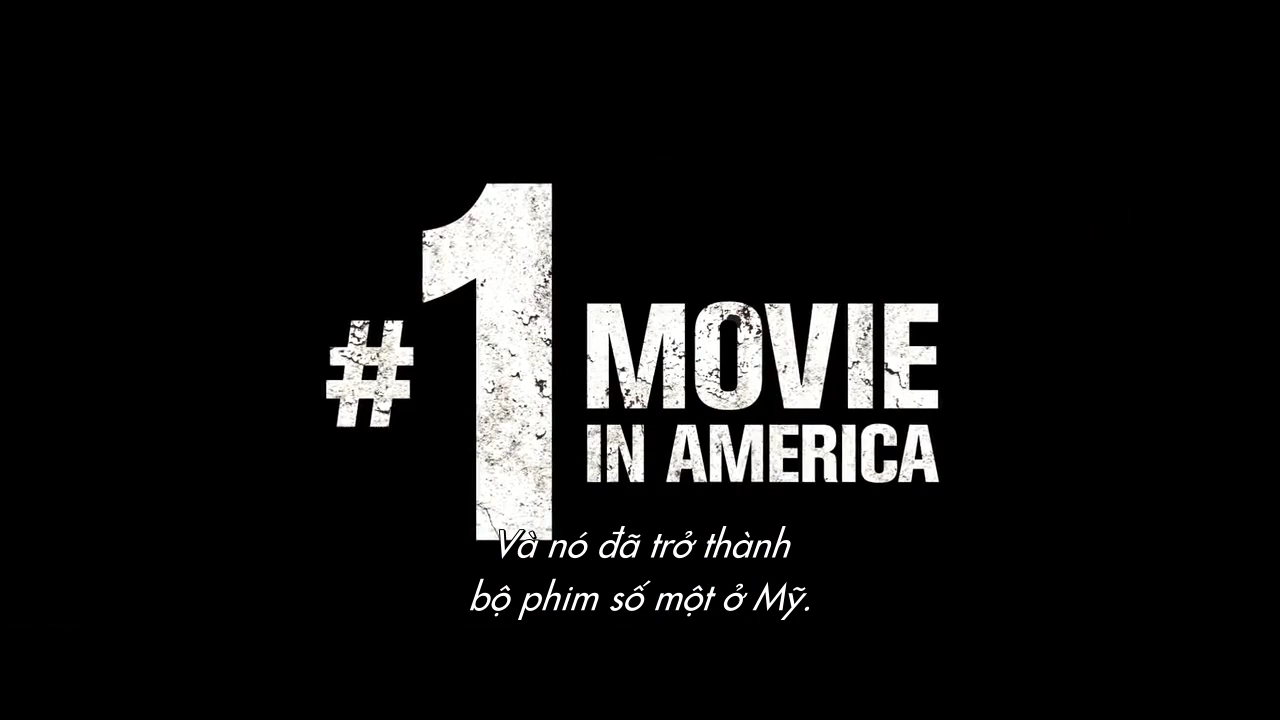 #1 MOVIE
IN AMERICA
Và nó đã trở thành
bộ phim số một ở Mỹ.